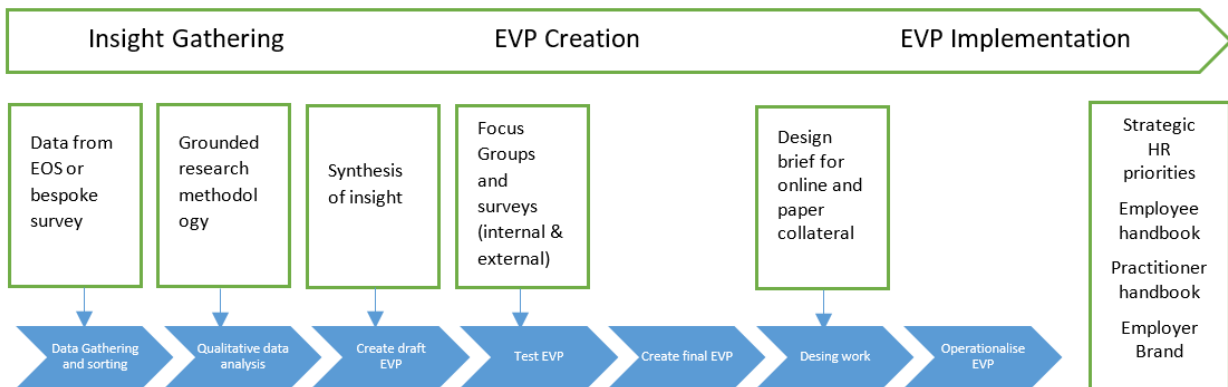 Insight Gathering
EVP Creation
EVP Implementation
Data from
EOS or
bespoke
survey
Grounded
research
methodol
ogy
Synthesis
of insight
Focus
Groups
and
surveys
(internal &
external)
Design
brief for
online and
paper
collateral
Strategic
HR
priorities
Employee
handbook
Practitioner
handbook
Employer
Brand
Data Gathering
and sorting
Qualitative data
analysis
Create draft
EVP
Test EVP
Create final EVP
Desing work
Operationalise
EVP